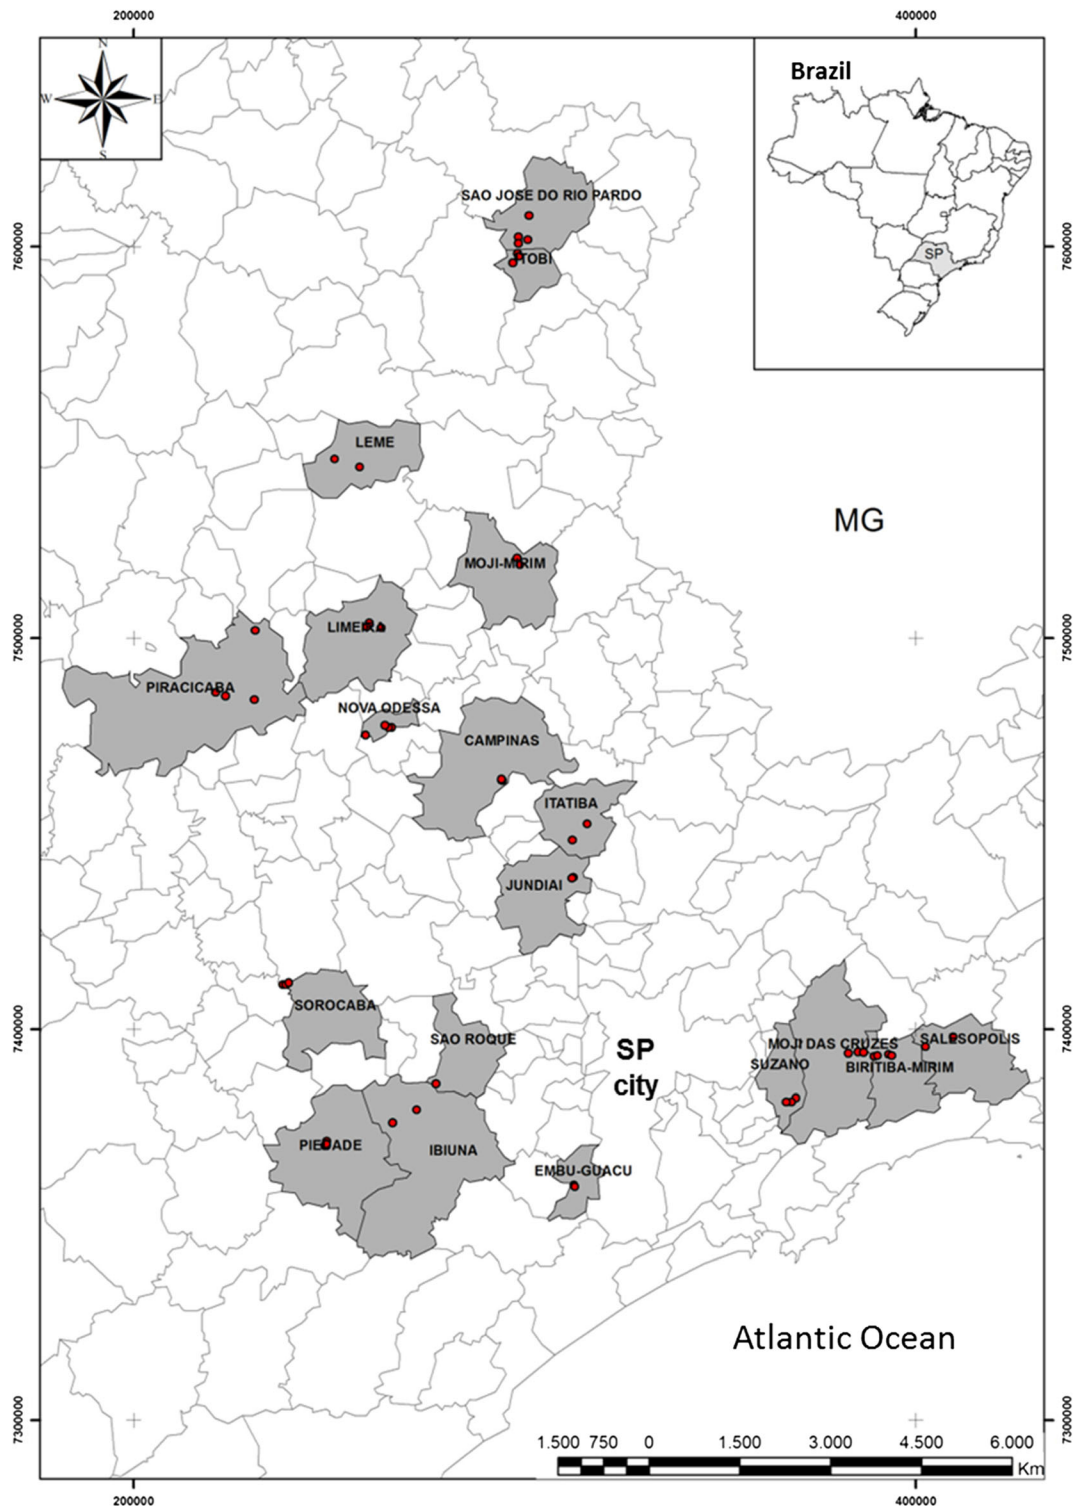 200000
400000
N
W
E
S
Brazil
SP
7600000
7600000
SAO JOSE DO RIO PARDO
ITOBI
LEME
MG
MOJI-MIRIM
LIMEIRA
7500000
7500000
PIRACICABA
NOVA ODESSA
CAMPINAS
ITATIBA
JUNDIAI
SOROCABA
SAO ROQUE
7400000
7400000
SP
city
MOJI DAS CRUZES
SALESOPOLIS
SUZANO
BIRITIBA-MIRIM
PIEDADE
IBIUNA
EMBU-GUACU
Atlantic Ocean
7300000
7300000
1.500 750 0 1.500 3.000 4.500 6.000
Km
200000
400000